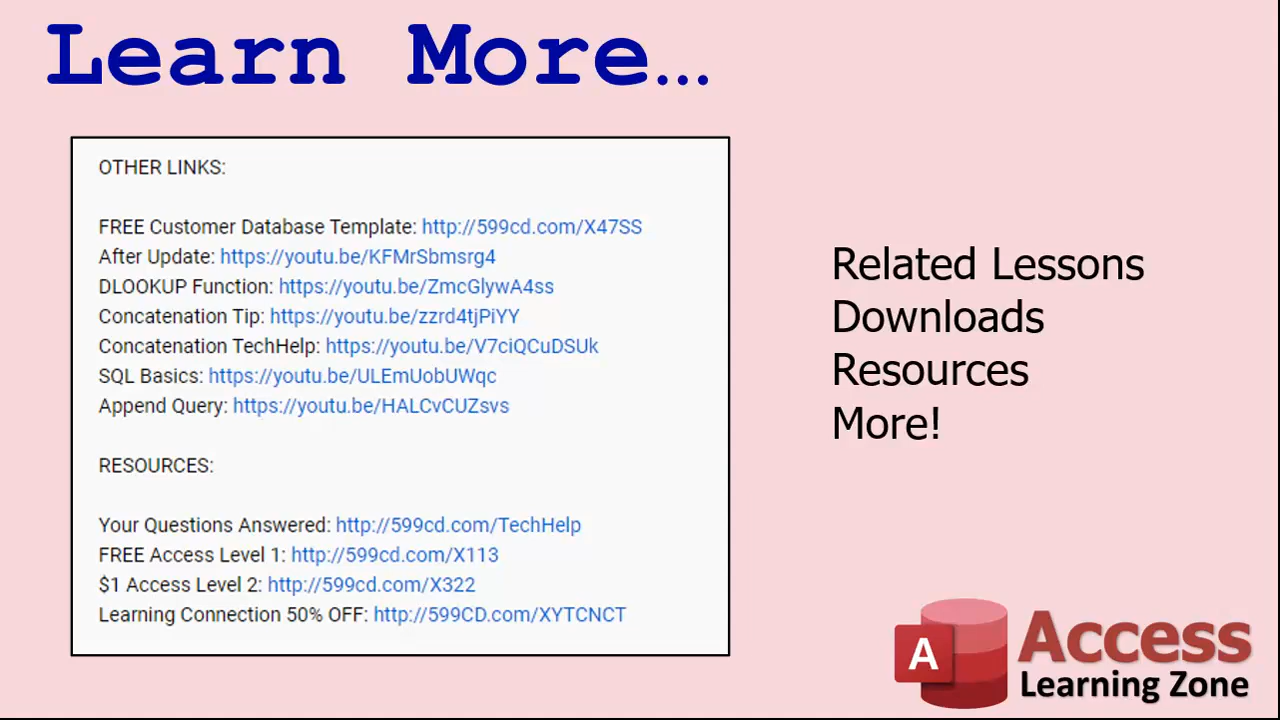 Learn More...
OTHER LINKS:
FREE Customer Database Template: http://599cd.com/X47SS
After Update: https://youtu.be/KFMrSbmsrg4
DLOOKUP Function: https://youtu.be/ZmcGlywA4ss
Concatenation Tip: https://youtu.be/zzrd4tjPiYY
Concatenation TechHelp: https://youtu.be/V7ciQCuDSUk
SQL Basics: https://youtu.be/ULEmUobUWqc
Append Query: https://youtu.be/HALCvCUZsvs
RESOURCES:
Your Questions Answered: http://599cd.com/TechHelp
FREE Access Level 1: http://599cd.com/X113
$1 Access Level 2: http://599cd.com/X322
Learning Connection 50% OFF: http://599CD.com/XYTCNCT
Related Lessons
Downloads
Resources
More!
A
Access
Learning Zone